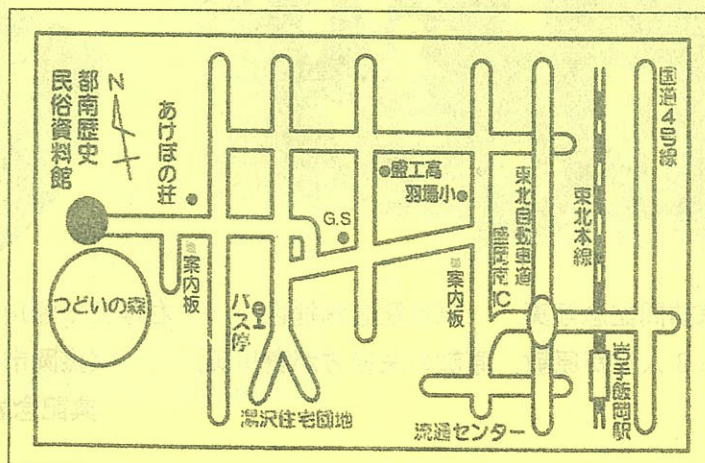 都南歴史
民俗資料館
N
あけぼの荘
つどいの森
案内板
バス停
湯沢住宅団地
G.S
盛工高
羽場小
案内板
盛岡南IC
東北自動車道
流通センター
東北本線
岩手飯岡駅
国道4号線